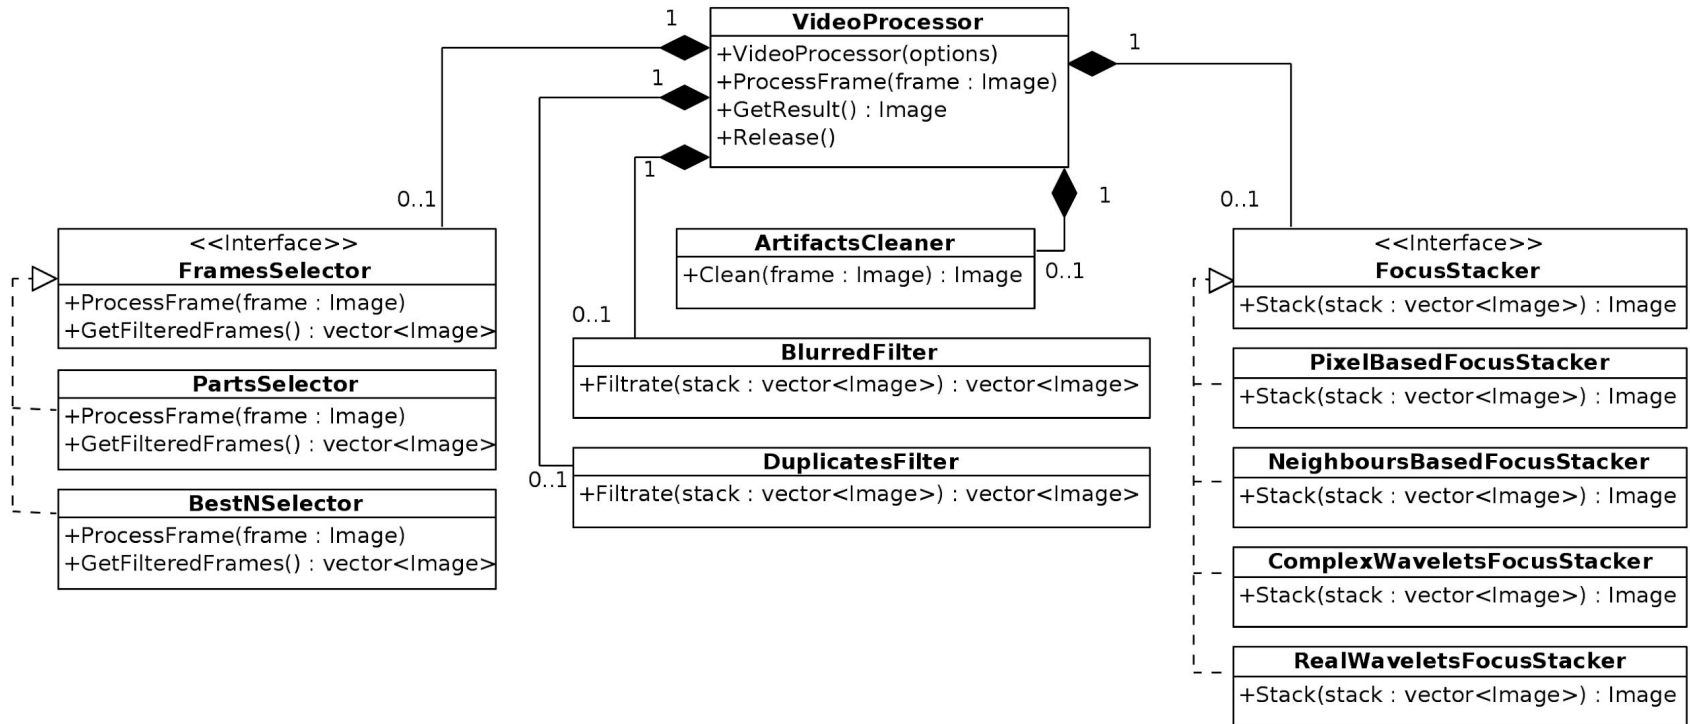 VideoProcessor
+VideoProcessor(options)
+ProcessFrame(frame : Image)
+GetResult() : Image
+Release()
1
1
1
1
1
0..1
0..1
0..1
0..1
0..1
<<Interface>>
FramesSelector
+ProcessFrame(frame : Image)
+GetFilteredFrames() : vector<Image>
PartsSelector
+ProcessFrame(frame : Image)
+GetFilteredFrames() : vector<Image>
BestNSelector
+ProcessFrame(frame : Image)
+GetFilteredFrames() : vector<Image>
ArtifactsCleaner
+Clean(frame : Image) : Image
BlurredFilter
+Filtrate(stack : vector<Image>) : vector<Image>
DuplicatesFilter
+Filtrate(stack : vector<Image>) : vector<Image>
<<Interface>>
FocusStacker
+Stack(stack : vector<Image>) : Image
PixelBasedFocusStacker
+Stack(stack : vector<Image>) : Image
NeighboursBasedFocusStacker
+Stack(stack : vector<Image>) : Image
ComplexWaveletsFocusStacker
+Stack(stack : vector<Image>) : Image
RealWaveletsFocusStacker
+Stack(stack : vector<Image>) : Image